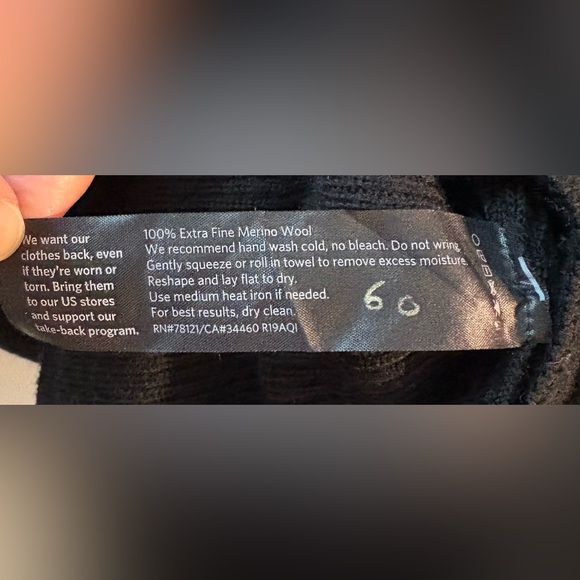 We want our
clothes back, even
if they're worn or
torn. Bring them
to our US stores
and support our
take-back program.
100% Extra Fine Merino Wool
We recommend hand wash cold, no bleach. Do not wring.
Gently squeeze or roll in towel to remove excess moisture.
Reshape and lay flat to dry.
Use medium heat iron if needed.
For best results, dry clean.
RN#78121/CA#34460 R19AQI
60